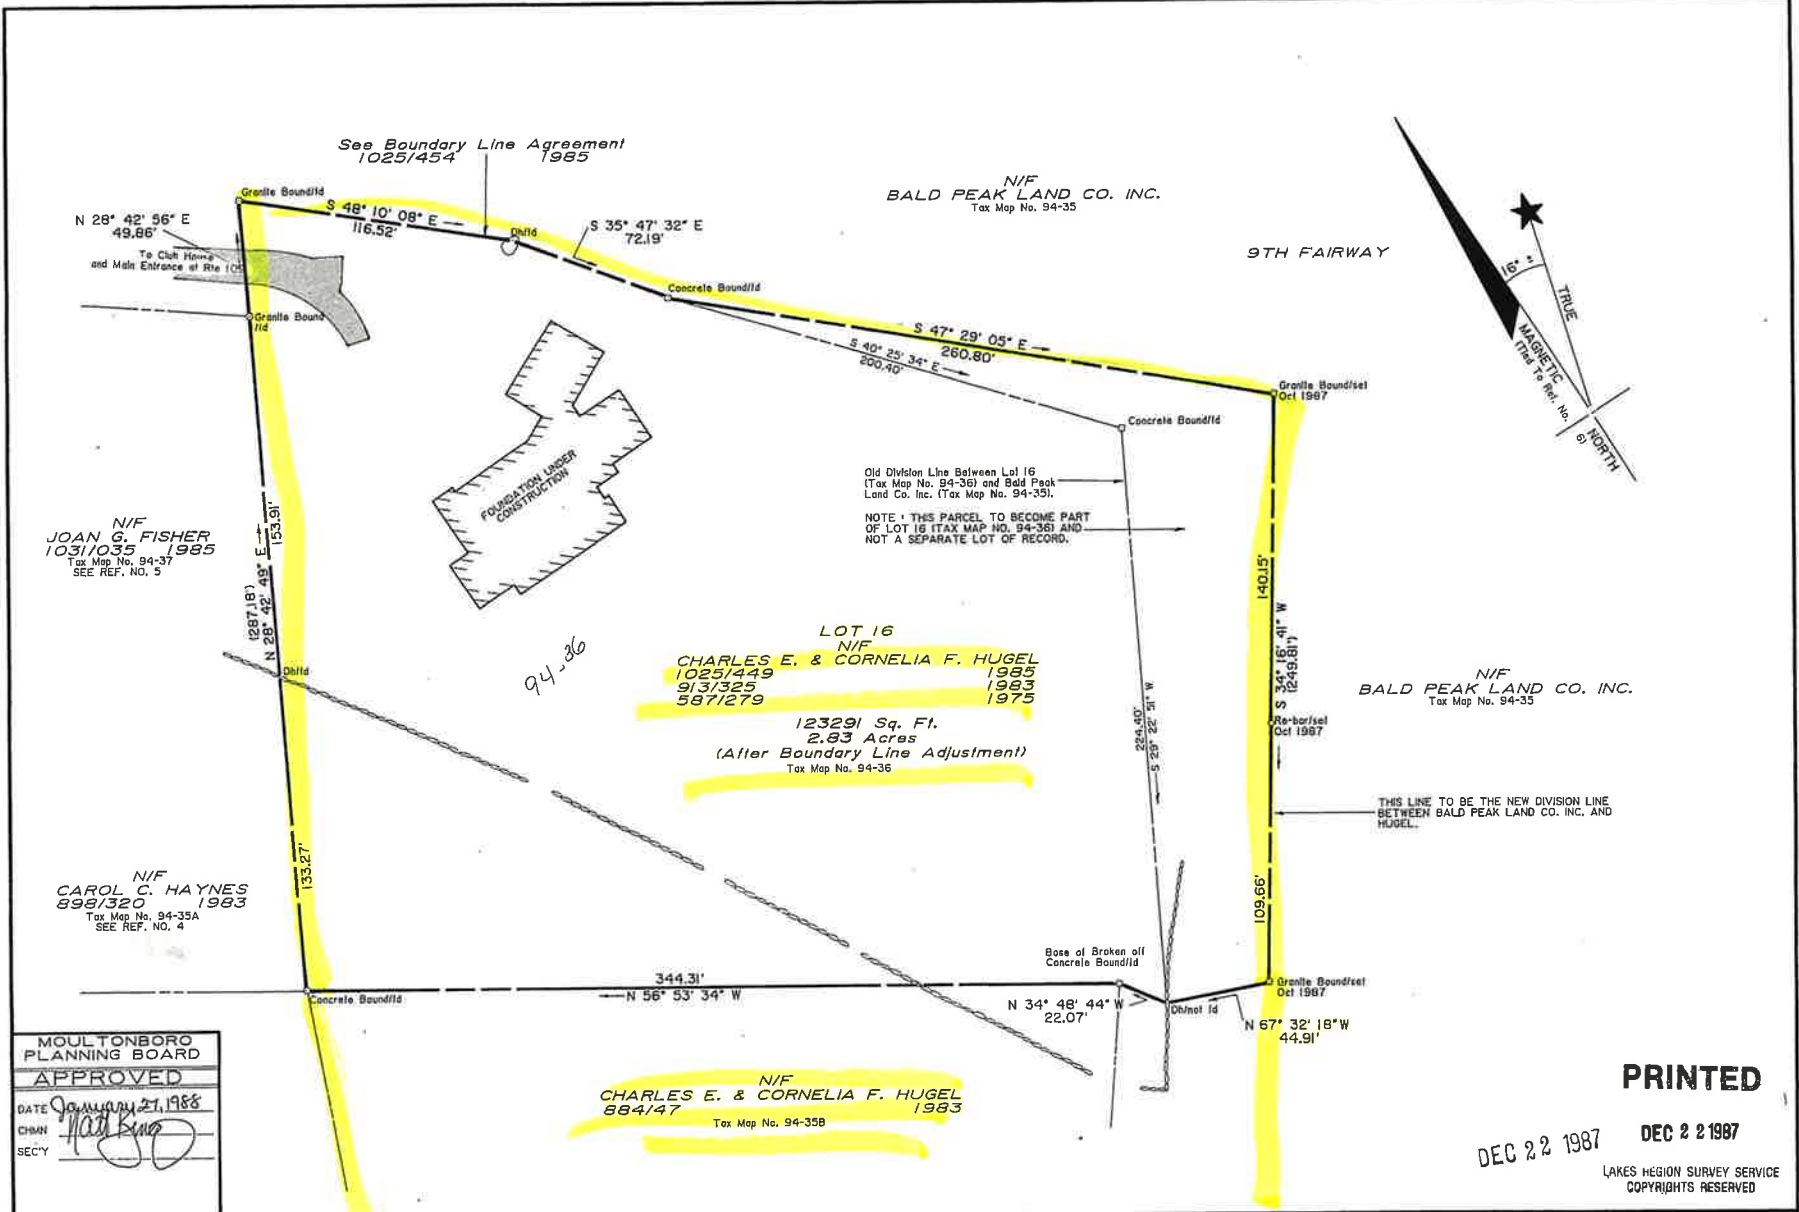 See Boundary Line Agreement
1025/454 1985
Granite Bound/fd
N 28° 42' 56" E
49.86'
S 48° 10' 08" E
116.52'
Dh/fd
S 35° 47' 32" E
72.19'
To Club House
and Main Entrance at Rte 109
Granite Bound
/fd
Concrete Bound/fd
N/F
BALD PEAK LAND CO. INC.
Tax Map No. 94-35
9TH FAIRWAY
16°
TRUE
MAGNETIC
(Tied To Ref. No. 6)
NORTH
S 47° 29' 05" E
260.80'
S 40° 25' 34" E
200.40'
Granite Bound/set
Oct 1987
Concrete Bound/fd
FOUNDATION UNDER
CONSTRUCTION
Old Division Line Between Lot 16
(Tax Map No. 94-36) and Bald Peak
Land Co. Inc. (Tax Map No. 94-35).
NOTE : THIS PARCEL TO BECOME PART
OF LOT 16 (TAX MAP NO. 94-36) AND
NOT A SEPARATE LOT OF RECORD.
N/F
JOAN G. FISHER
1031/035 1985
Tax Map No. 94-37
SEE REF. NO. 5
153.91'
N 28° 42' 49" E
(287.18')
Dh/fd
94-36
LOT 16
N/F
CHARLES E. & CORNELIA F. HUGEL
1025/449 1985
913/325 1983
587/279 1975
123291 Sq. Ft.
2.83 Acres
(After Boundary Line Adjustment)
Tax Map No. 94-36
224.40'
S 29° 22' 51" W
140.15'
S 34° 16' 41" W
(249.81')
Re-bar/set
Oct 1987
N/F
BALD PEAK LAND CO. INC.
Tax Map No. 94-35
THIS LINE TO BE THE NEW DIVISION LINE
BETWEEN BALD PEAK LAND CO. INC. AND
HUGEL.
109.66'
N/F
CAROL C. HAYNES
898/320 1983
Tax Map No. 94-35A
SEE REF. NO. 4
133.27'
Concrete Bound/fd
344.31'
N 56° 53' 34" W
Base of Broken off
Concrete Bound/fd
N 34° 48' 44" W
22.07'
Dh/not fd
Granite Bound/set
Oct 1987
N 67° 32' 18" W
44.91'
N/F
CHARLES E. & CORNELIA F. HUGEL
884/47 1983
Tax Map No. 94-35B
MOULTONBORO
PLANNING BOARD
APPROVED
DATE January 27, 1988
CHMN
SEC'Y
PRINTED
DEC 22 1987
DEC 22 1987
LAKES REGION SURVEY SERVICE
COPYRIGHTS RESERVED